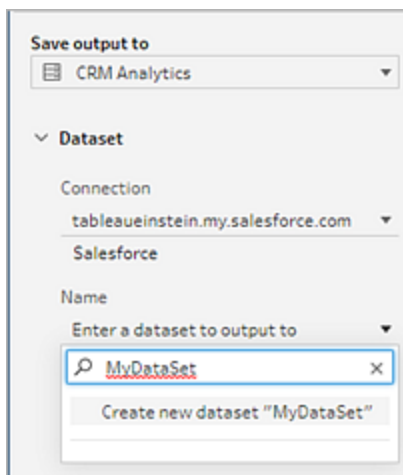 Save output to
CRM Analytics
Dataset
Connection
tableaueinstein.my.salesforce.com
Salesforce
Name
Enter a dataset to output to
MyDataSet
Create new dataset "MyDataSet"